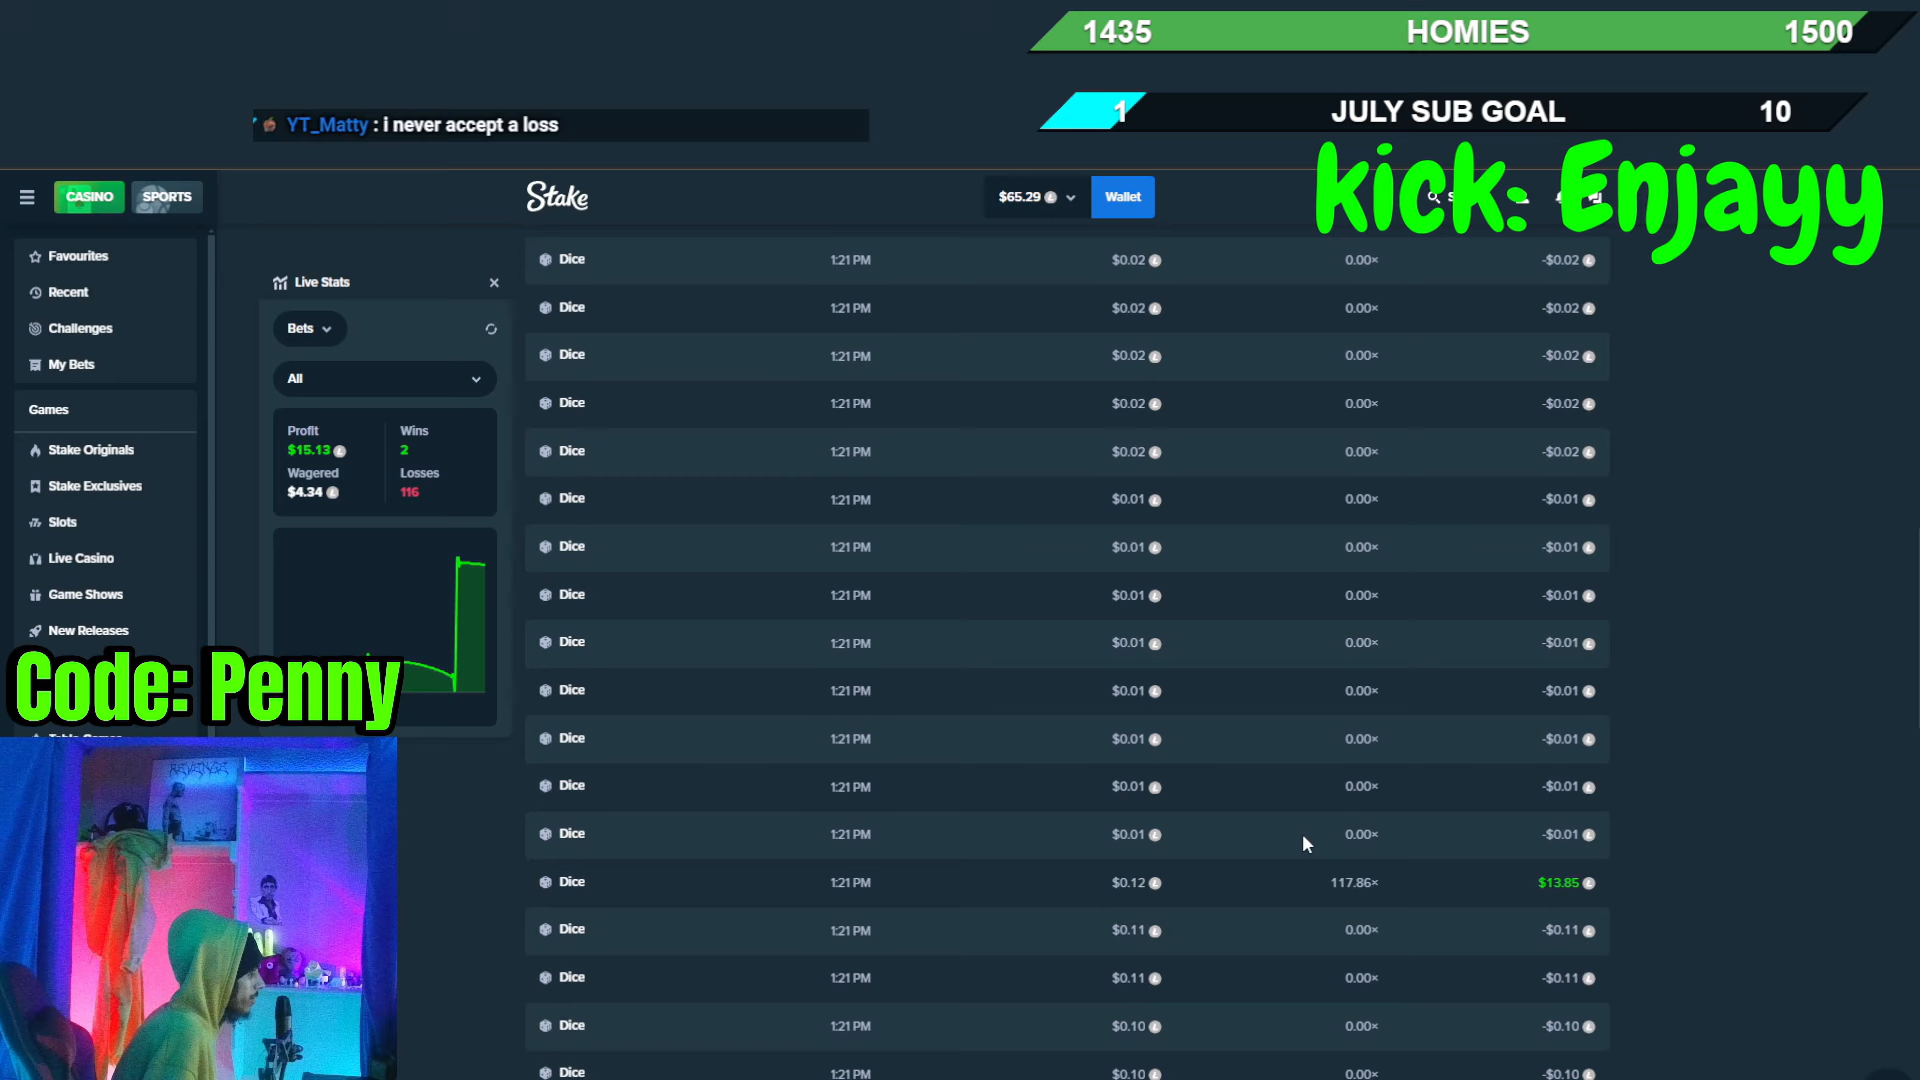 1435 HOMIES 1500
1 JULY SUB GOAL 10
YT_Matty : i never accept a loss
kick: Enjayy
CASINO SPORTS
Stake
$65.29 Wallet
Favourites
Recent
Challenges
My Bets
Games
Stake Originals
Stake Exclusives
Slots
Live Casino
Game Shows
New Releases
Code: Penny
Live Stats
Bets
All
Profit Wins
$15.13 2
Wagered Losses
$4.34 116
Dice 1:21 PM $0.02 0.00× -$0.02
Dice 1:21 PM $0.02 0.00× -$0.02
Dice 1:21 PM $0.02 0.00× -$0.02
Dice 1:21 PM $0.02 0.00× -$0.02
Dice 1:21 PM $0.02 0.00× -$0.02
Dice 1:21 PM $0.01 0.00× -$0.01
Dice 1:21 PM $0.01 0.00× -$0.01
Dice 1:21 PM $0.01 0.00× -$0.01
Dice 1:21 PM $0.01 0.00× -$0.01
Dice 1:21 PM $0.01 0.00× -$0.01
Dice 1:21 PM $0.01 0.00× -$0.01
Dice 1:21 PM $0.01 0.00× -$0.01
Dice 1:21 PM $0.01 0.00× -$0.01
Dice 1:21 PM $0.12 117.86× $13.85
Dice 1:21 PM $0.11 0.00× -$0.11
Dice 1:21 PM $0.11 0.00× -$0.11
Dice 1:21 PM $0.10 0.00× -$0.10
Dice 1:21 PM $0.10 0.00× -$0.10
REVENGE